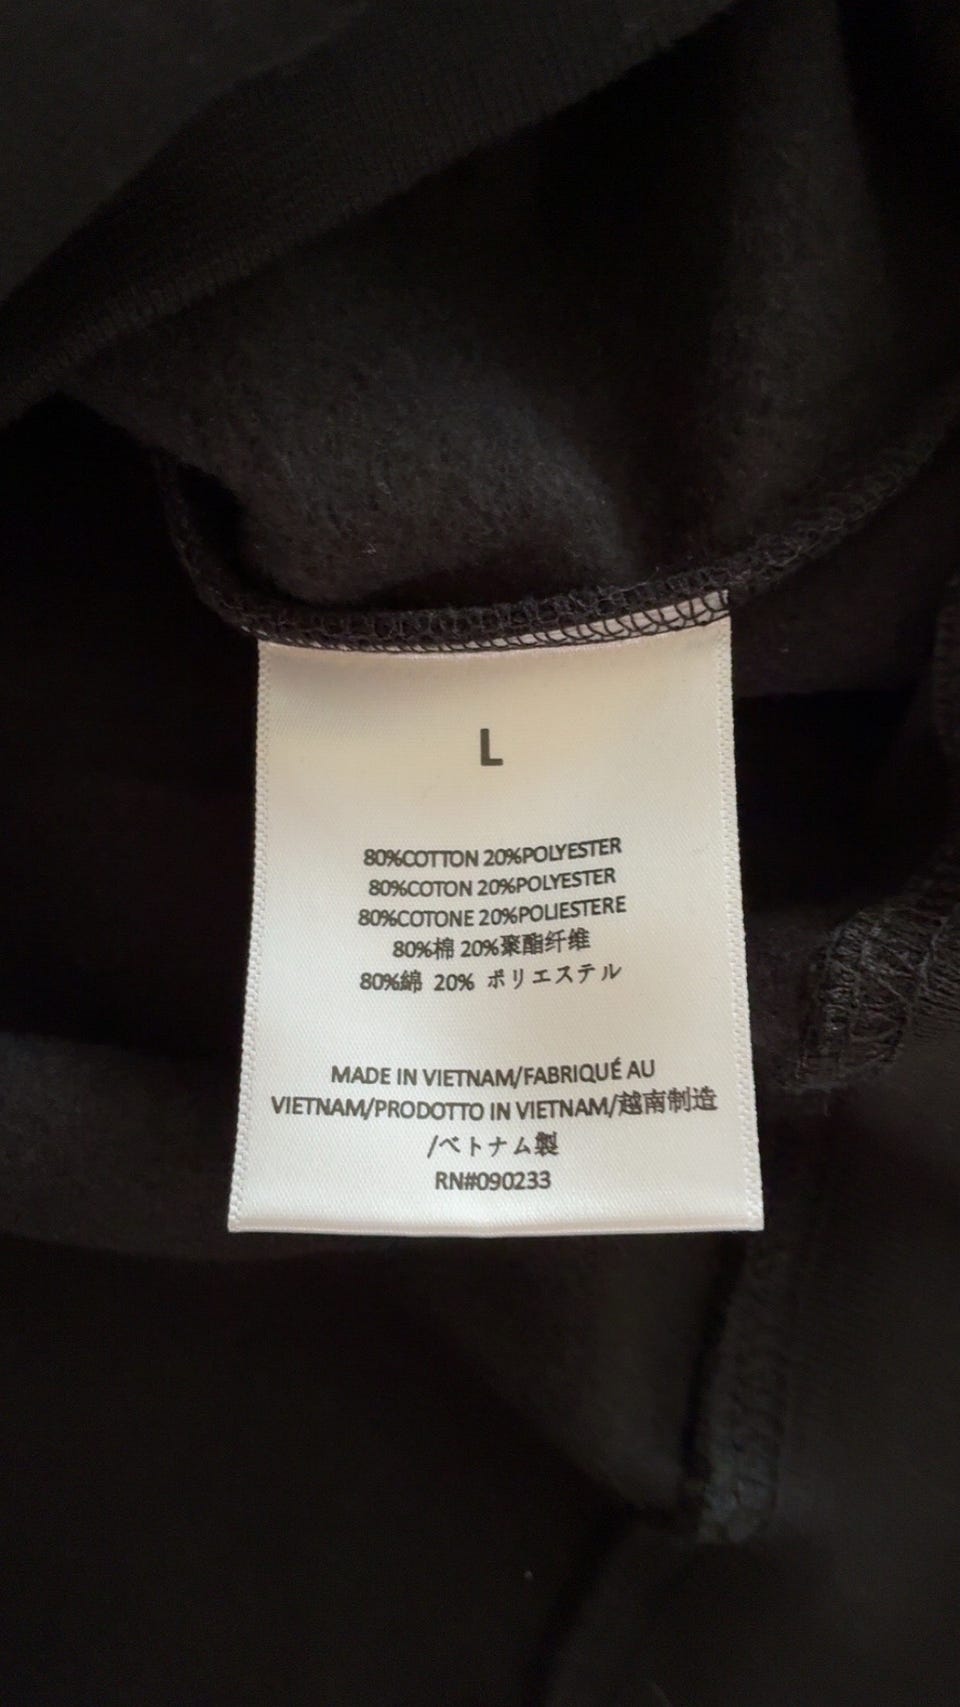 L
80%COTTON 20%POLYESTER
80%COTON 20%POLYESTER
80%COTONE 20%POLIESTERE
80%棉 20%聚酯纤维
80%綿 20% ポリエステル
MADE IN VIETNAM/FABRIQUÉ AU
VIETNAM/PRODOTTO IN VIETNAM/越南制造
/ベトナム製
RN#090233